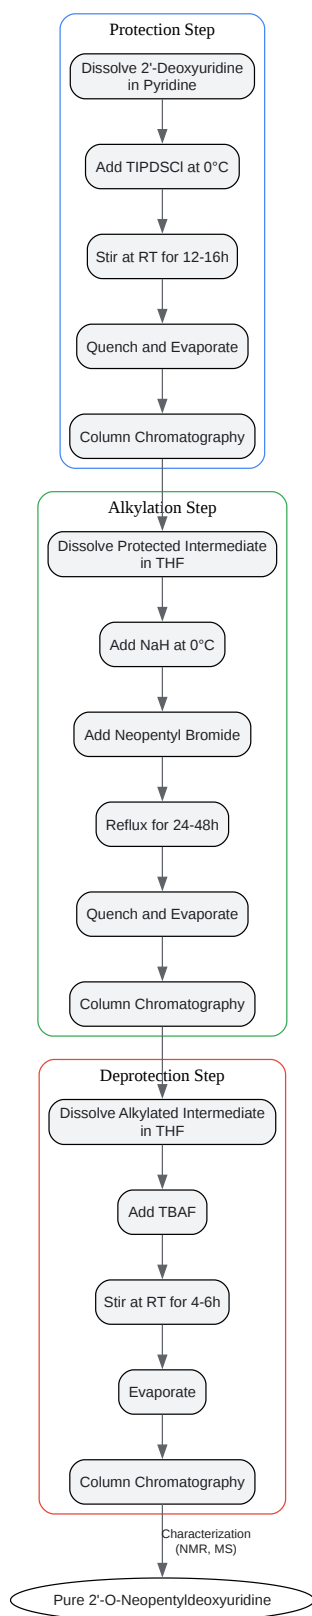 Protection Step
Dissolve 2'-Deoxyuridine
in Pyridine
Add TIPDSCl at 0°C
Stir at RT for 12-16h
Quench and Evaporate
Column Chromatography
Alkylation Step
Dissolve Protected Intermediate
in THF
Add NaH at 0°C
Add Neopentyl Bromide
Reflux for 24-48h
Quench and Evaporate
Column Chromatography
Deprotection Step
Dissolve Alkylated Intermediate
in THF
Add TBAF
Stir at RT for 4-6h
Evaporate
Column Chromatography
Characterization
(NMR, MS)
Pure 2'-O-Neopentyldeoxyuridine